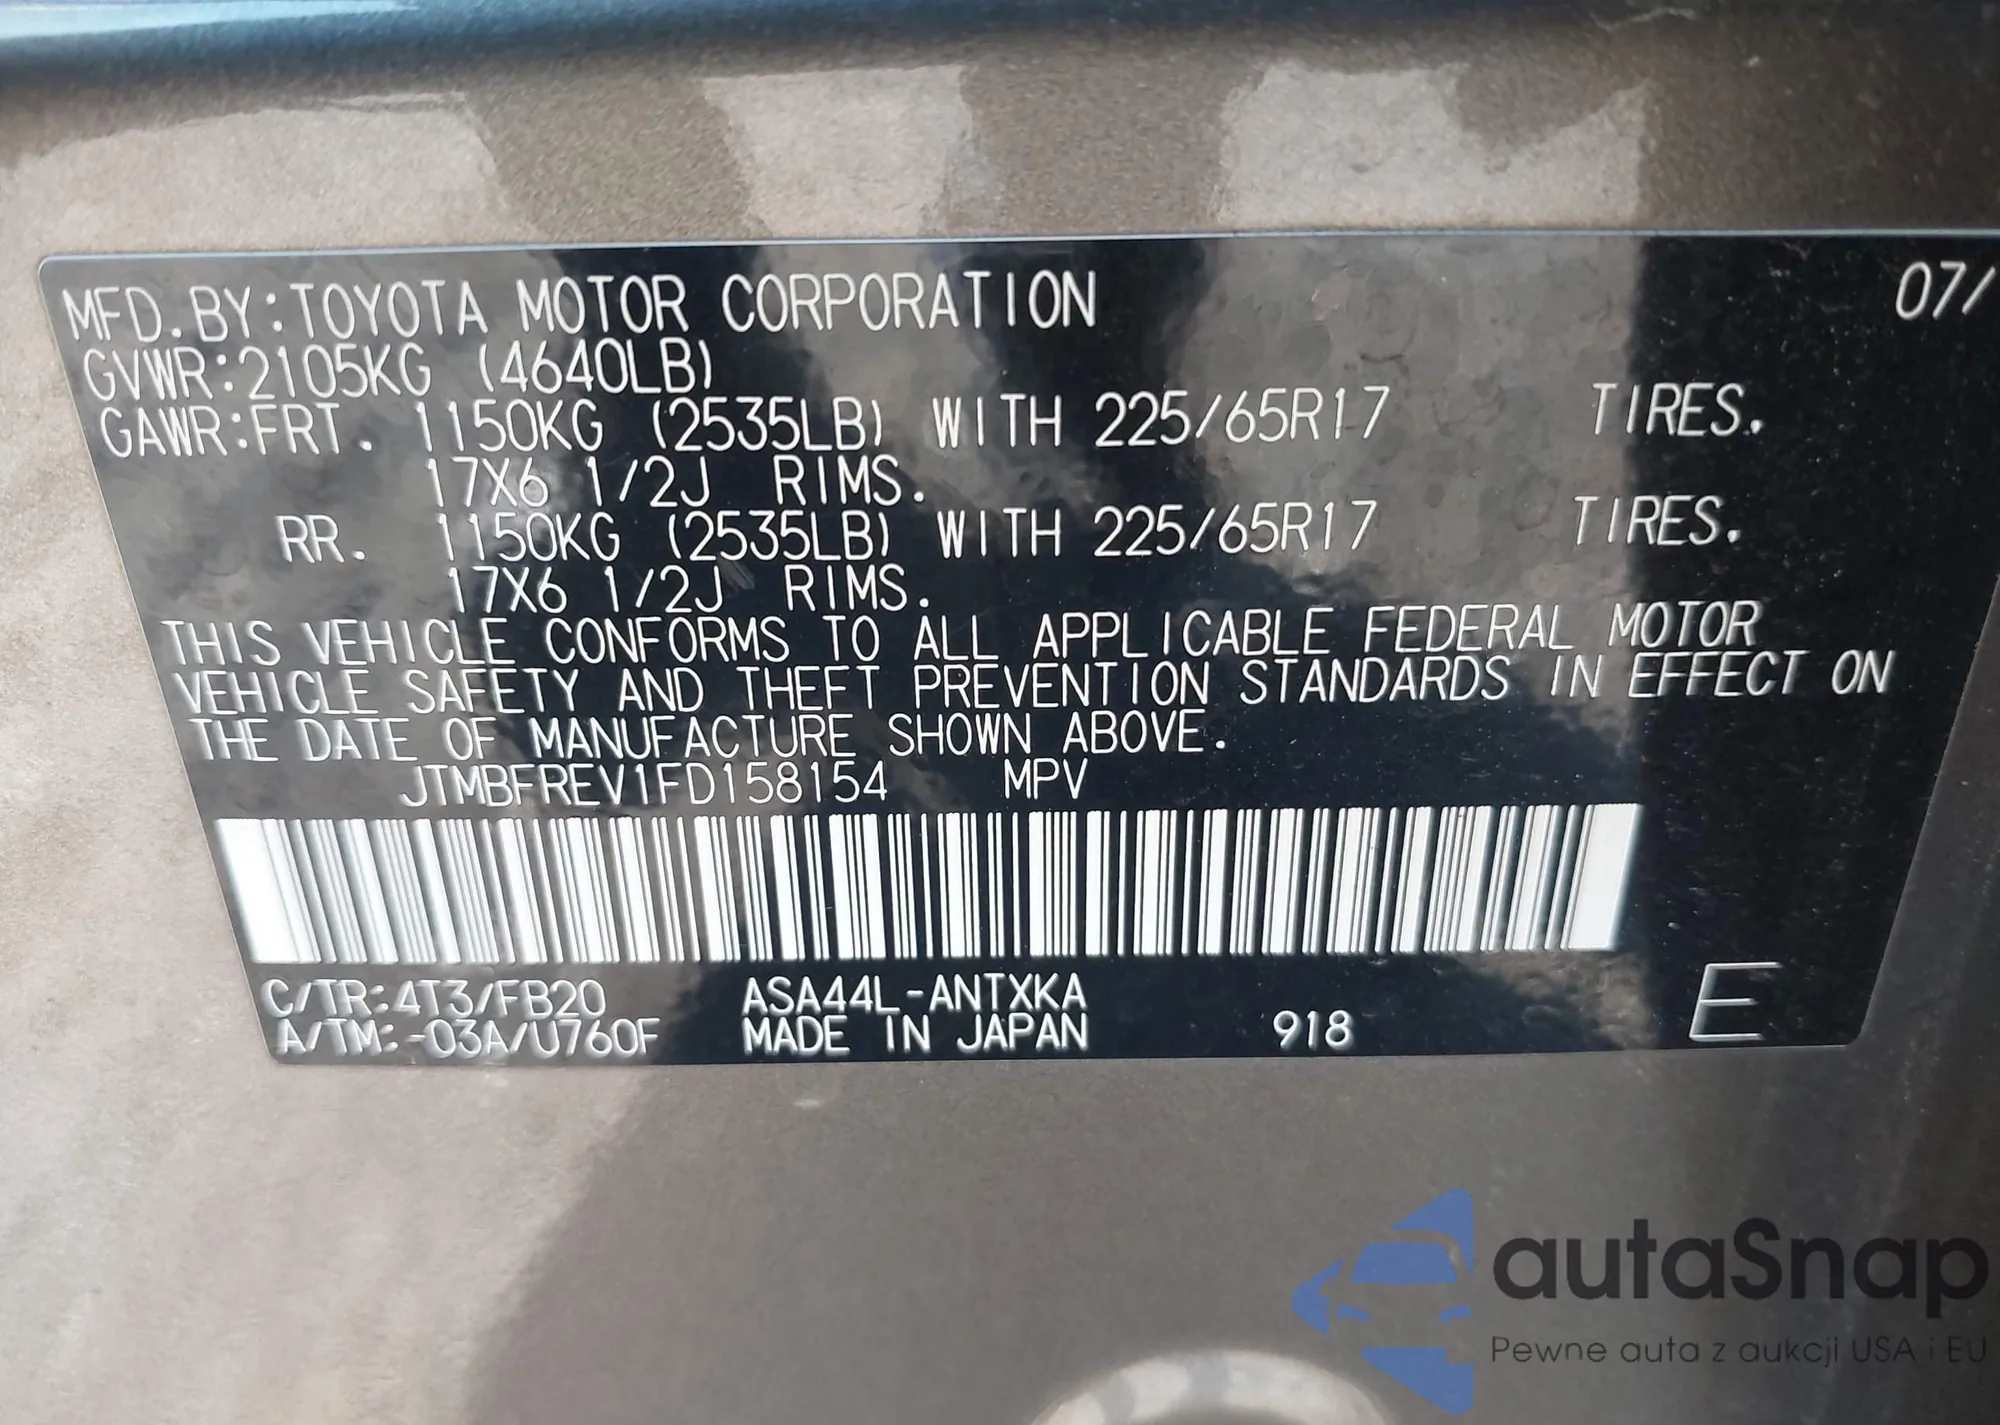 07/
MFD. BY:TOYOTA MOTOR CORPORATION
GVWR:2105KG (4640LB)
GAWR:FRT. 1150KG (2535LB) WITH 225/65R17 TIRES.
17X6 1/2J RIMS.
RR. 1150KG (2535LB) WITH 225/65R17 TIRES.
17X6 1/2J RIMS.
THIS VEHICLE CONFORMS TO ALL APPLICABLE FEDERAL MOTOR
VEHICLE SAFETY AND THEFT PREVENTION STANDARDS IN EFFECT ON
THE DATE OF MANUFACTURE SHOWN ABOVE.
JTMBFREV1FD158154 MPV
C/TR:4T3/FB20 ASA44L-ANTXKA
A/TM:-03A/U760F MADE IN JAPAN 918 E
autaSnap
Pewne auta z aukcji USA i EU